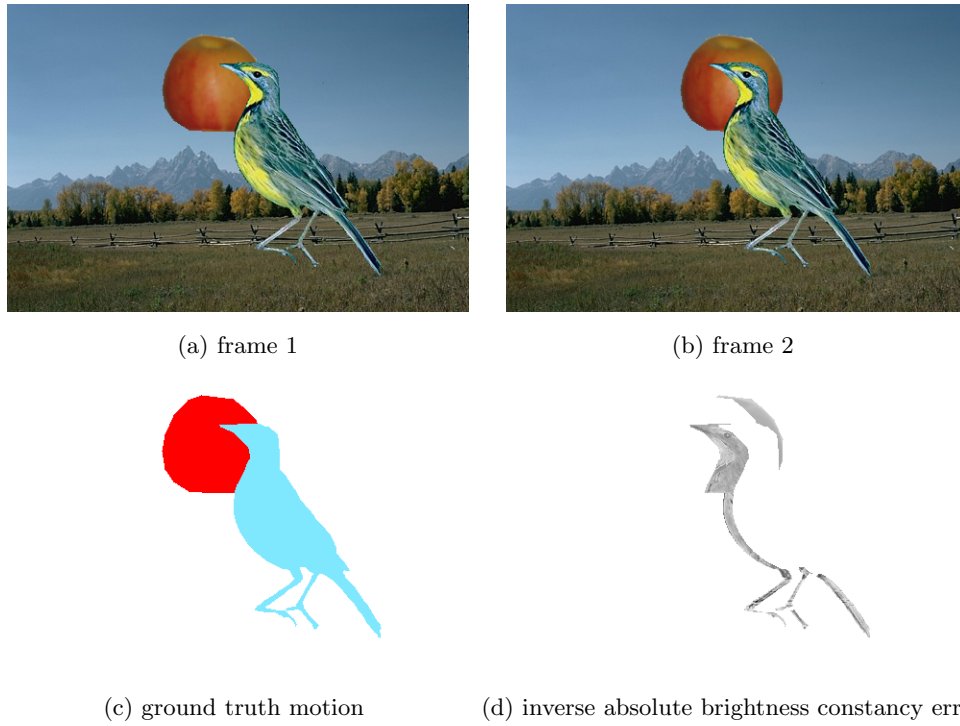 (a) frame 1
(b) frame 2
(c) ground truth motion
(d) inverse absolute brightness constancy err